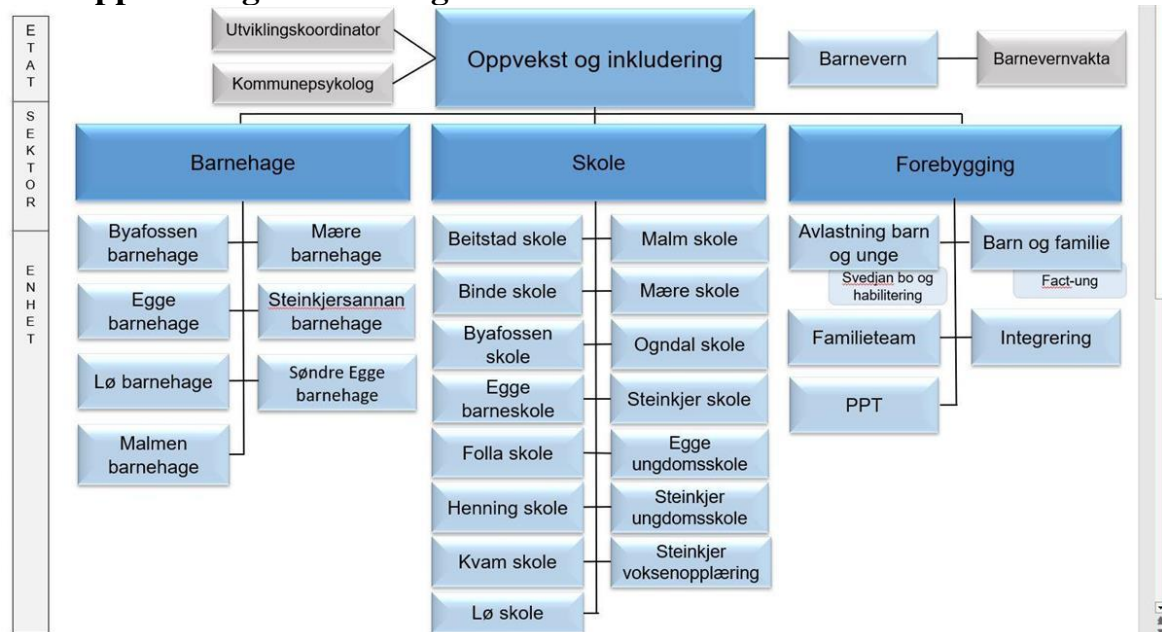 E
T
A
T
Utviklingskoordinator
Kommunepsykolog
Oppvekst og inkludering
Barnevern
Barnevernvakta
S
E
K
T
O
R
Barnehage
Skole
Forebygging
E
N
H
E
T
Byafossen
barnehage
Mære
barnehage
Egge
barnehage
Steinkjersannan
barnehage
Lø barnehage
Søndre Egge
barnehage
Malmen
barnehage
Beitstad skole
Malm skole
Binde skole
Mære skole
Byafossen
skole
Ogndal skole
Egge
barneskole
Steinkjer skole
Folla skole
Egge
ungdomsskole
Henning skole
Steinkjer
ungdomsskole
Kvam skole
Steinkjer
voksenopplæring
Lø skole
Avlastning barn
og unge
Svedjan bo og
habilitering
Barn og familie
Fact-ung
Familieteam
Integrering
PPT